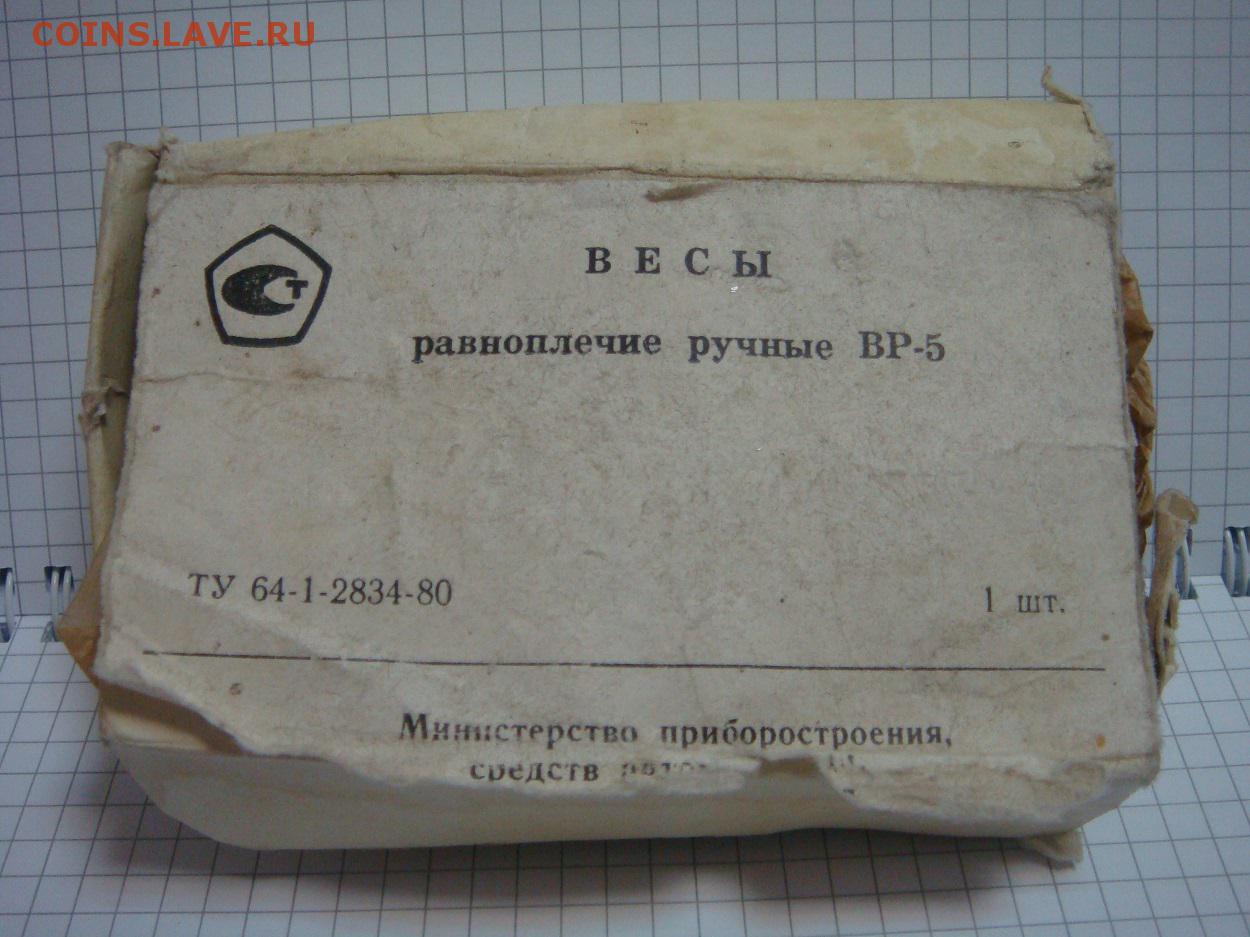 COINS.LAVE.RU
ВЕСЫ
равноплечие ручные ВР-5
ТУ 64-1-2834-80
1 шт.
Министерство приборостроения,
средств